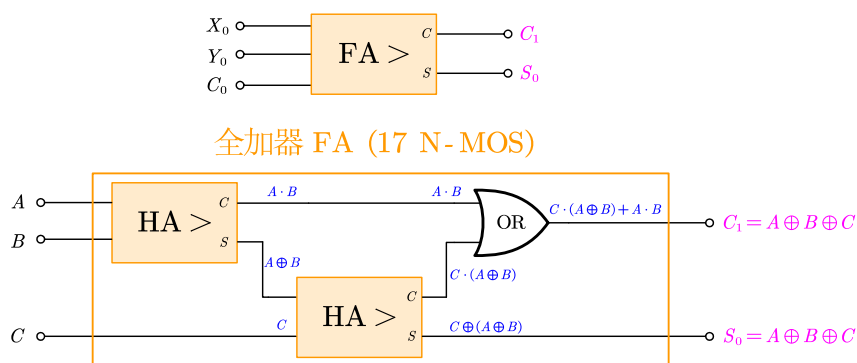 X₀
Y₀
C₀
FA >
C
S
C₁
S₀
全加器 FA (17 N-MOS)
A
B
C
HA >
C
S
A · B
A · B
A⊕B
C
HA >
C
S
OR
C · (A⊕B)
C⊕(A⊕B)
C · (A⊕B) + A · B
C₁ = A ⊕ B ⊕ C
S₀ = A ⊕ B ⊕ C